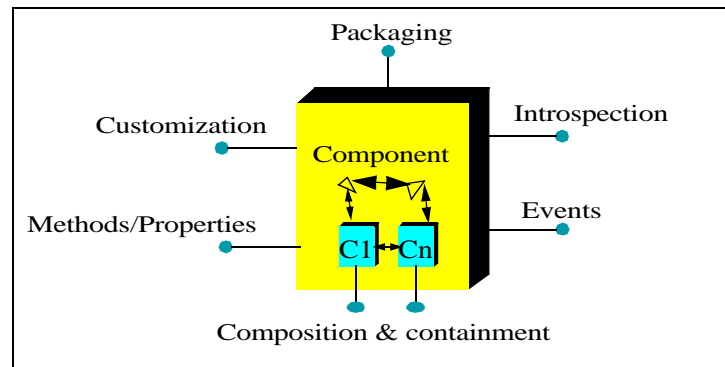 Packaging
Introspection
Customization
Component
Events
Methods/Properties
C1
Cn
Composition & containment